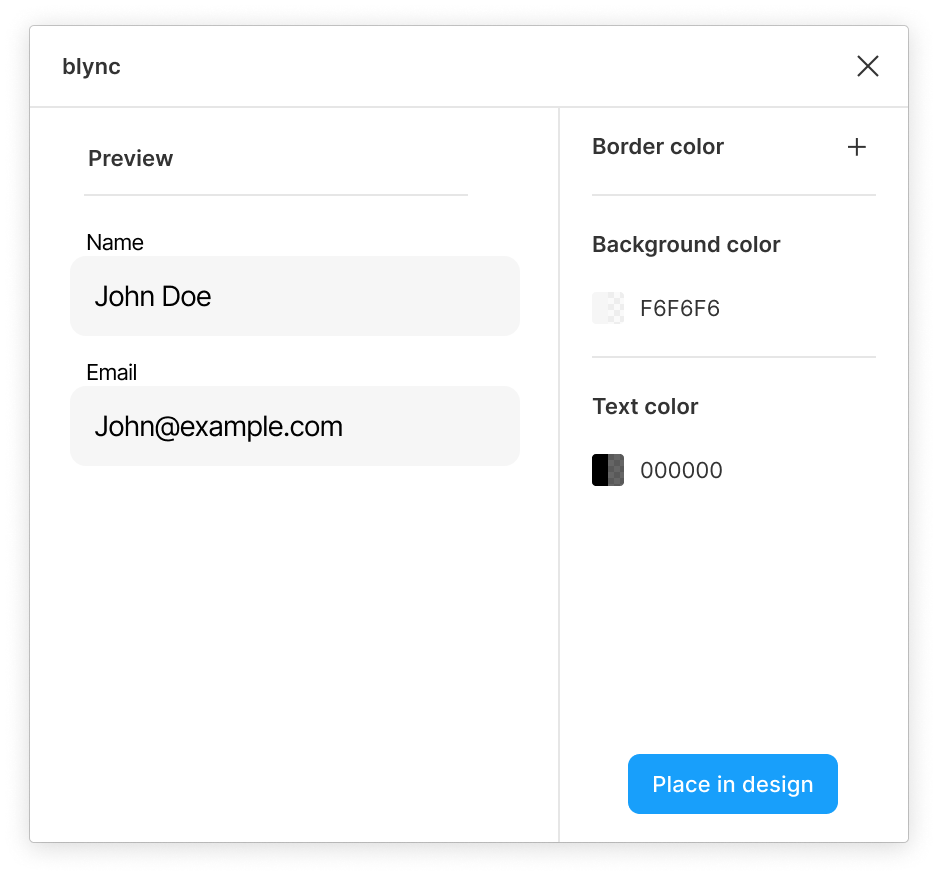 blync
Preview
Name
John Doe
Email
John@example.com
Border color
Background color
F6F6F6
Text color
000000
Place in design